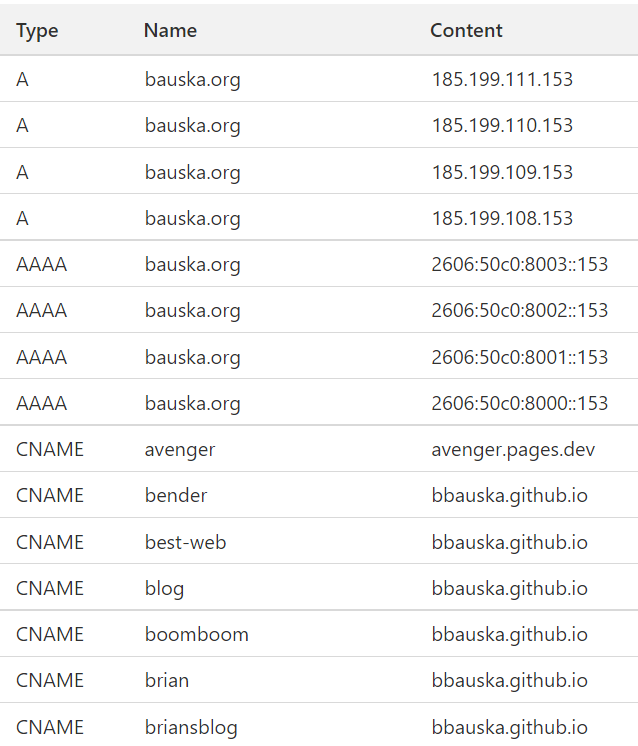 Type Name Content
A bauska.org 185.199.111.153
A bauska.org 185.199.110.153
A bauska.org 185.199.109.153
A bauska.org 185.199.108.153
AAAA bauska.org 2606:50c0:8003::153
AAAA bauska.org 2606:50c0:8002::153
AAAA bauska.org 2606:50c0:8001::153
AAAA bauska.org 2606:50c0:8000::153
CNAME avenger avenger.pages.dev
CNAME bender bbauska.github.io
CNAME best-web bbauska.github.io
CNAME blog bbauska.github.io
CNAME boomboom bbauska.github.io
CNAME brian bbauska.github.io
CNAME briansblog bbauska.github.io